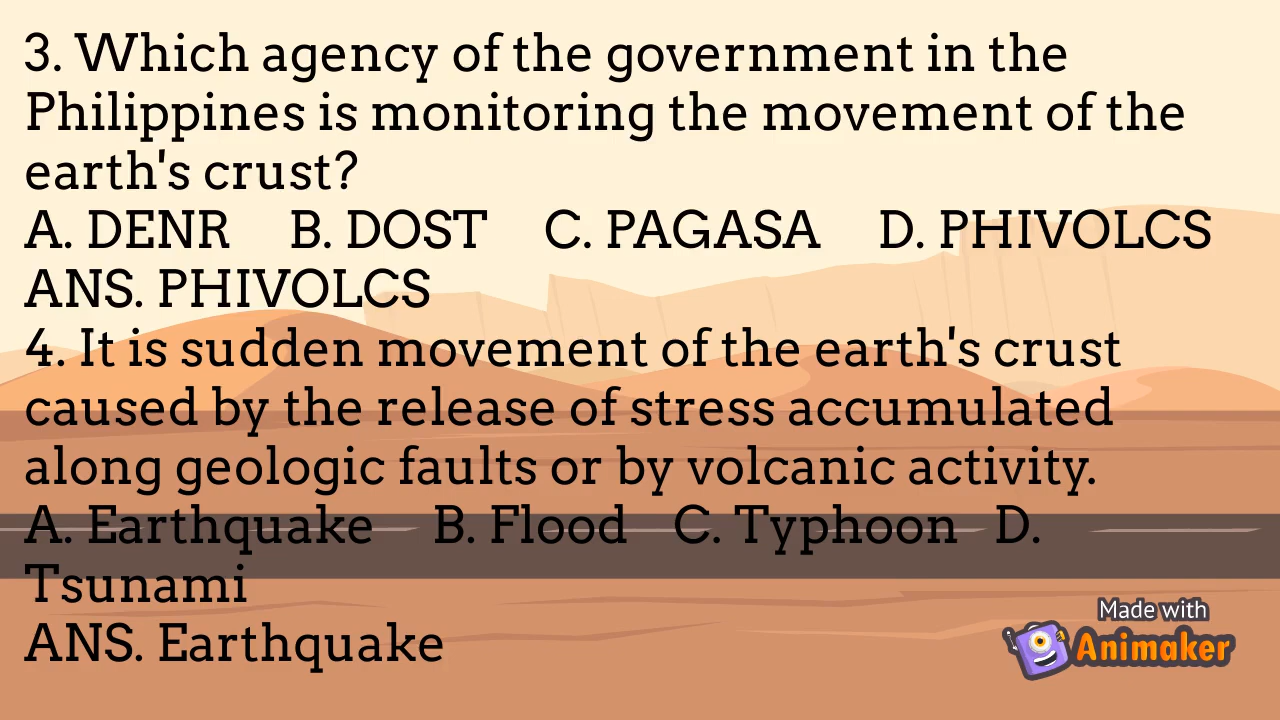 3. Which agency of the government in the
Philippines is monitoring the movement of the
earth's crust?
A. DENR B. DOST C. PAGASA D. PHIVOLCS
ANS. PHIVOLCS
4. It is sudden movement of the earth's crust
caused by the release of stress accumulated
along geologic faults or by volcanic activity.
A. Earthquake B. Flood C. Typhoon D.
Tsunami
ANS. Earthquake
Made with
Animaker